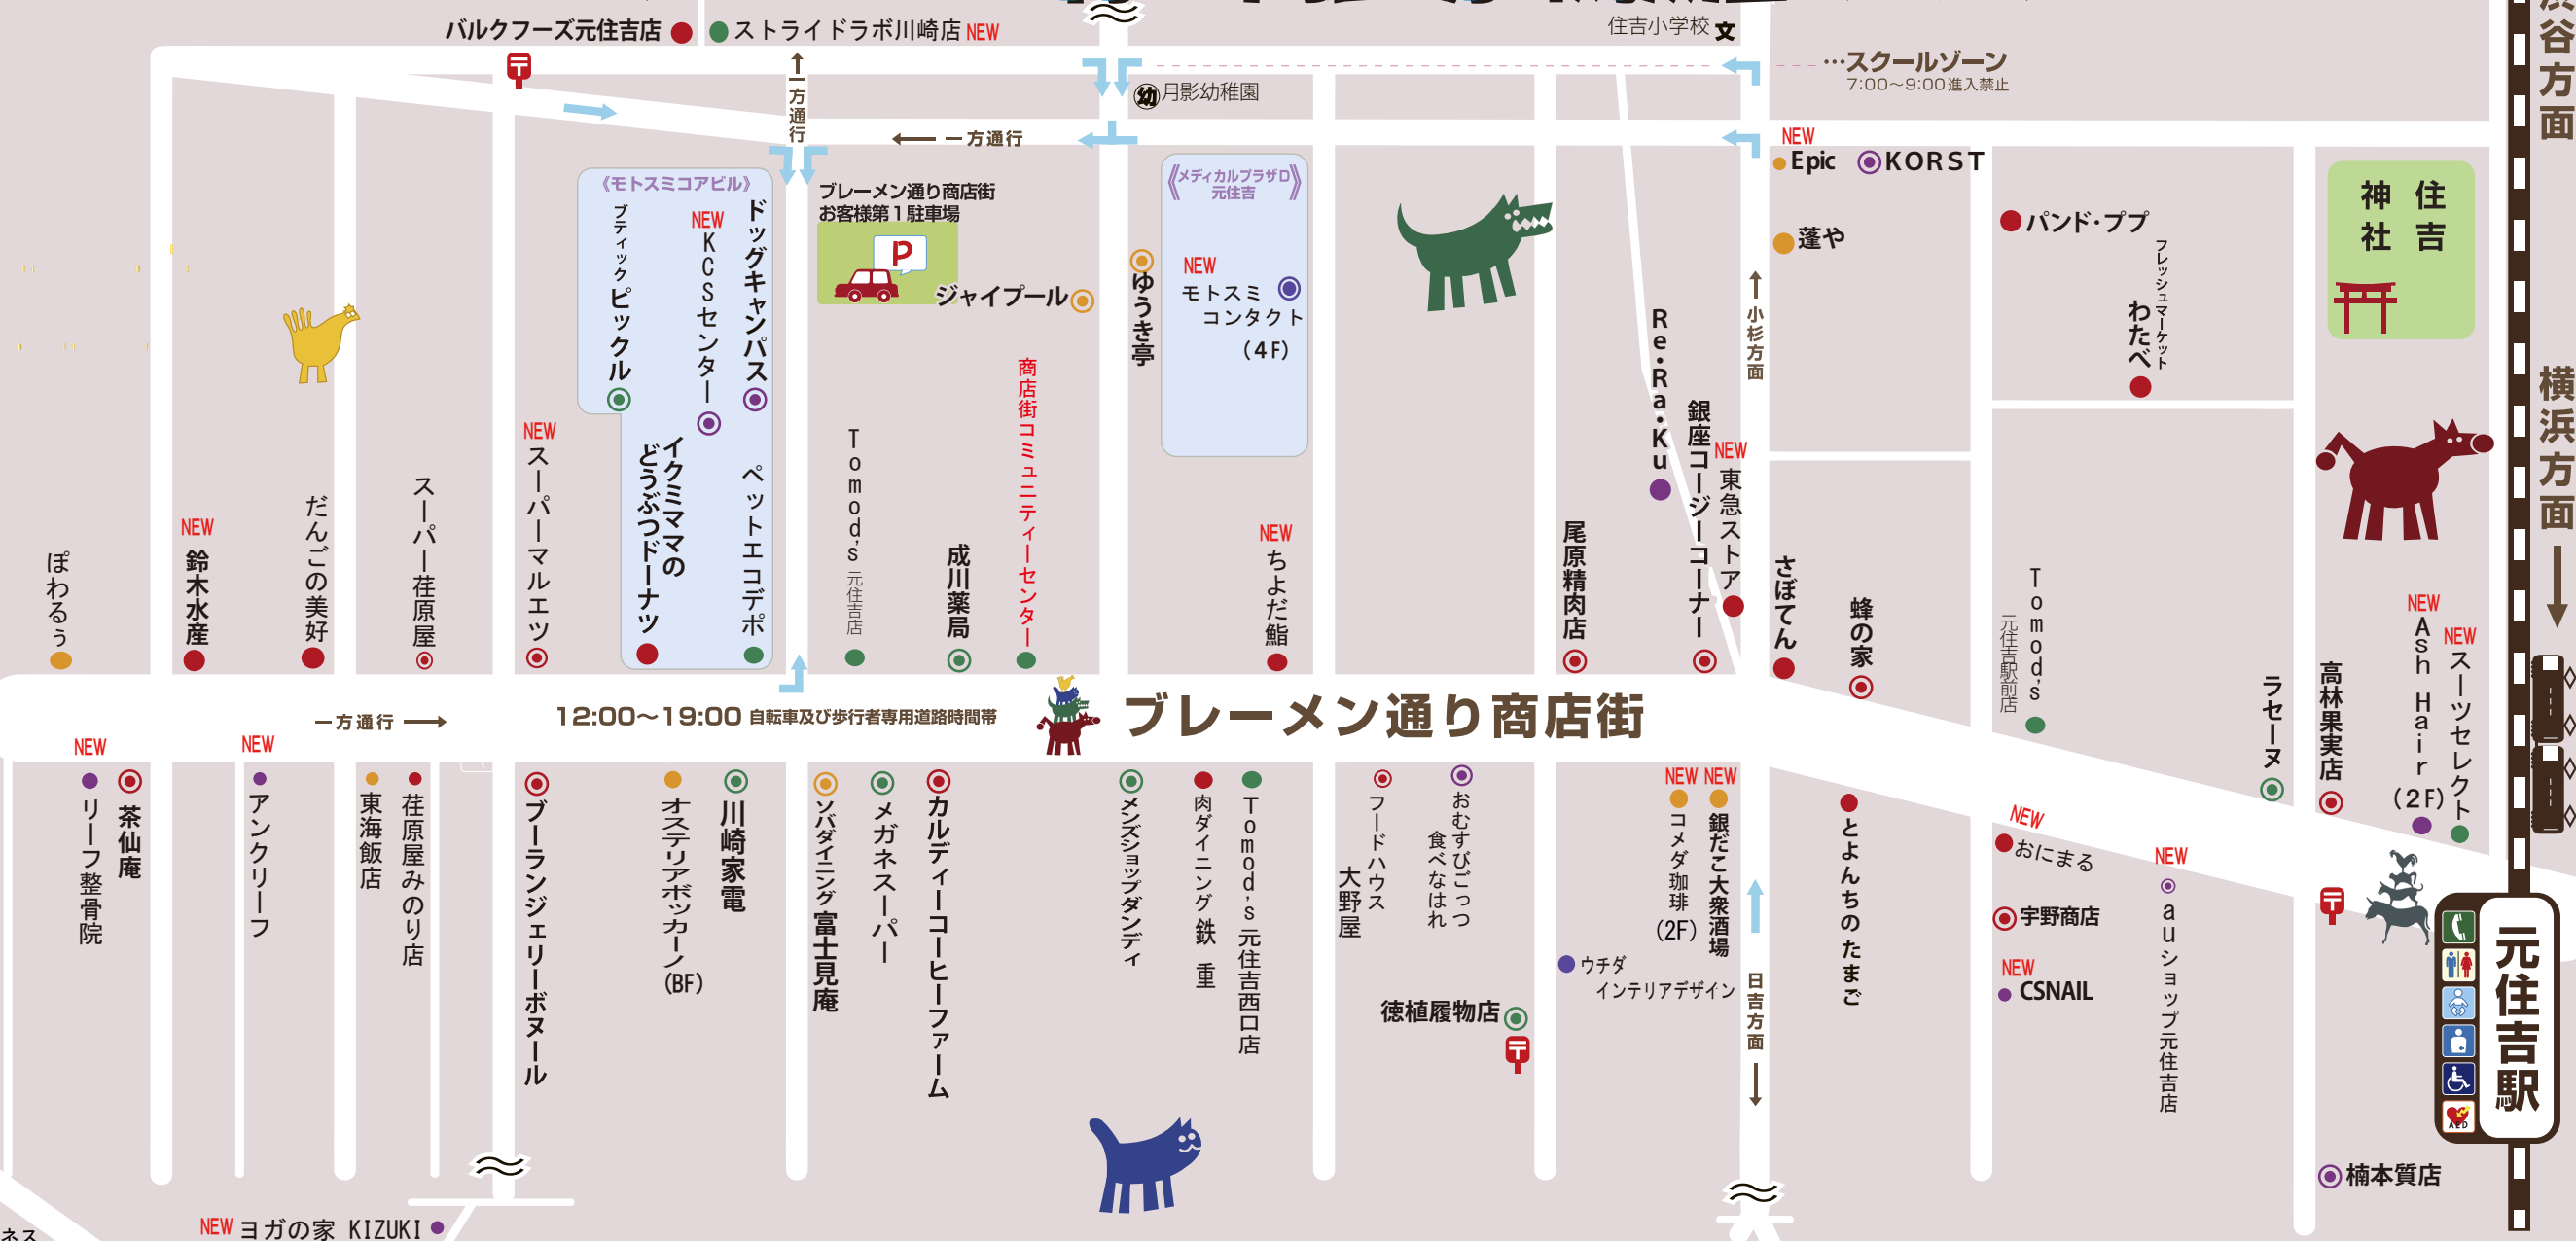 バルクフーズ元住吉店
ストライドラボ川崎店 NEW
住吉小学校
文
…スクールゾーン
7:00～9:00進入禁止
渋谷方面
一方通行
幼 月影幼稚園
一方通行
NEW
Epic
KORST
《モトスミコアビル》
ブティック ピックル
NEW
KCSセンター
ドッグキャンパス
イクミママの
どうぶつドーナツ
ペットエコデポ
ブレーメン通り商店街
お客様第1駐車場
P
ジャイプール
ゆうき亭
《メディカルプラザロ
元住吉》
NEW
モトスミ
コンタクト
(4F)
パンド・ププ
蓬や
フレッシュマーケット
わたべ
住吉
神社
横浜方面
小杉方面
Re・Ra・Ku
銀座コージーコーナー
NEW
東急ストア
ぽわるぅ
NEW
鈴木水産
だんごの美好
スーパー荏原屋
NEW
スーパーマルエツ
Tomod's 元住吉店
成川薬局
商店街コミュニティーセンター
NEW
ちよだ鮨
尾原精肉店
さぼてん
蜂の家
Tomod's
元住吉駅前店
ラセーヌ
高林果実店
NEW
Ash Hair
(2F)
NEW
スーツセレクト
一方通行
12:00～19:00 自転車及び歩行者専用道路時間帯
ブレーメン通り商店街
NEW
リーフ整骨院
茶仙庵
NEW
アンクリーフ
東海飯店
荏原屋みのり店
ブーランジェリーボヌール
オステリアボッカーノ
(BF)
川崎家電
ソバダイニング 富士見庵
メガネスーパー
カルディーコーヒーファーム
メンズショップダンディ
肉ダイニング 鉄重
Tomod's 元住吉西口店
フードハウス
大野屋
おむすびごっつ
食べなはれ
NEW
コメダ珈琲
(2F)
NEW
銀だこ大衆酒場
ウチダ
インテリアデザイン
徳植履物店
日吉方面
とよんちのたまご
NEW
おにまる
宇野商店
NEW
CSNAIL
NEW
auショップ元住吉店
元住吉駅
AED
楠本質店
NEW ヨガの家 KIZUKI
ネス